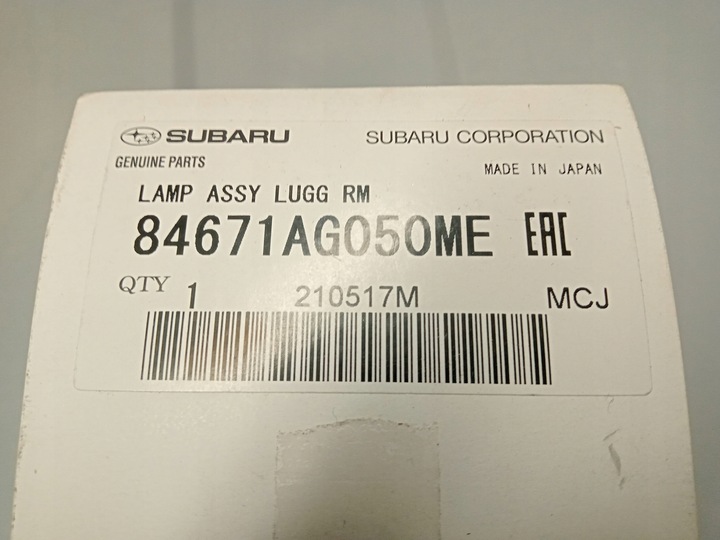 SUBARU SUBARU CORPORATION
GENUINE PARTS MADE IN JAPAN
LAMP ASSY LUGG RM
84671AG050ME EAC
QTY 1 210517M MCJ